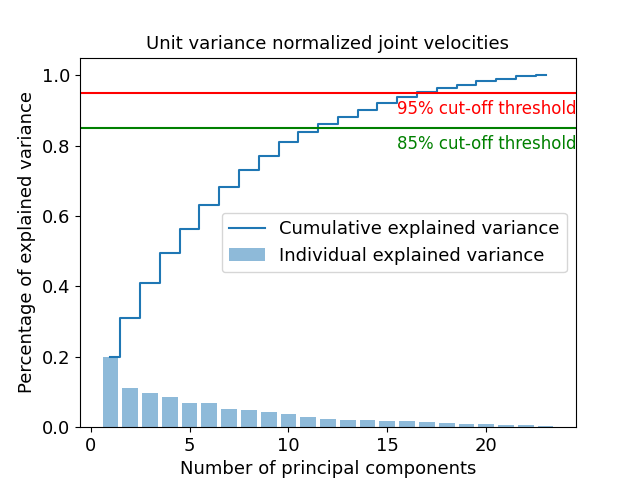 Unit variance normalized joint velocities
1.0
95% cut-off threshold
0.8
85% cut-off threshold
0.6
Cumulative explained variance
Individual explained variance
0.4
0.2
0.0
Percentage of explained variance
0 5 10 15 20
Number of principal components